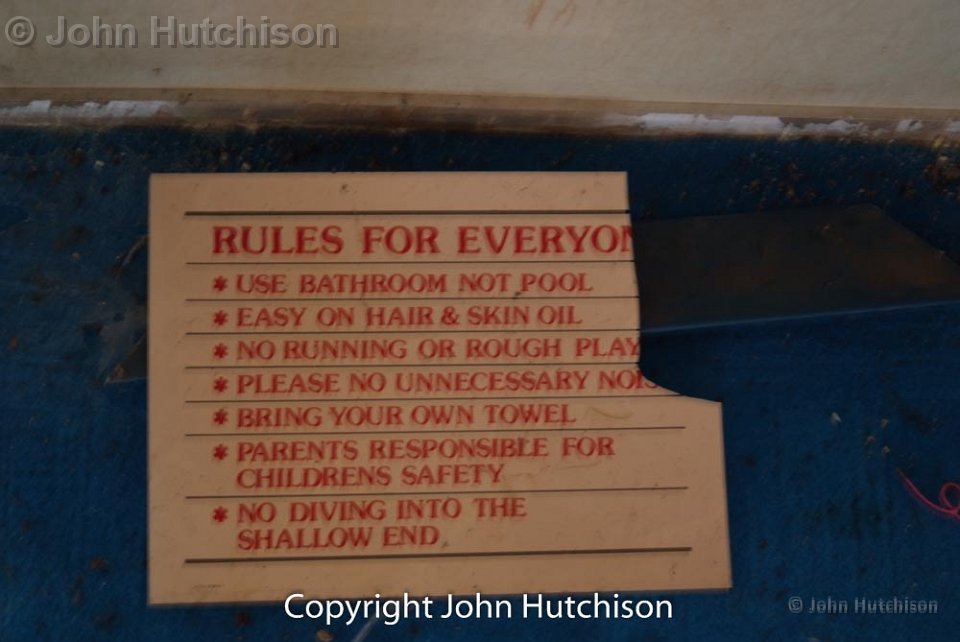 © John Hutchison
RULES FOR EVERYON
* USE BATHROOM NOT POOL
* EASY ON HAIR & SKIN OIL
* NO RUNNING OR ROUGH PLAY
* PLEASE NO UNNECESSARY NOIS
* BRING YOUR OWN TOWEL
* PARENTS RESPONSIBLE FOR
CHILDRENS SAFETY
* NO DIVING INTO THE
SHALLOW END
Copyright John Hutchison
© John Hutchison